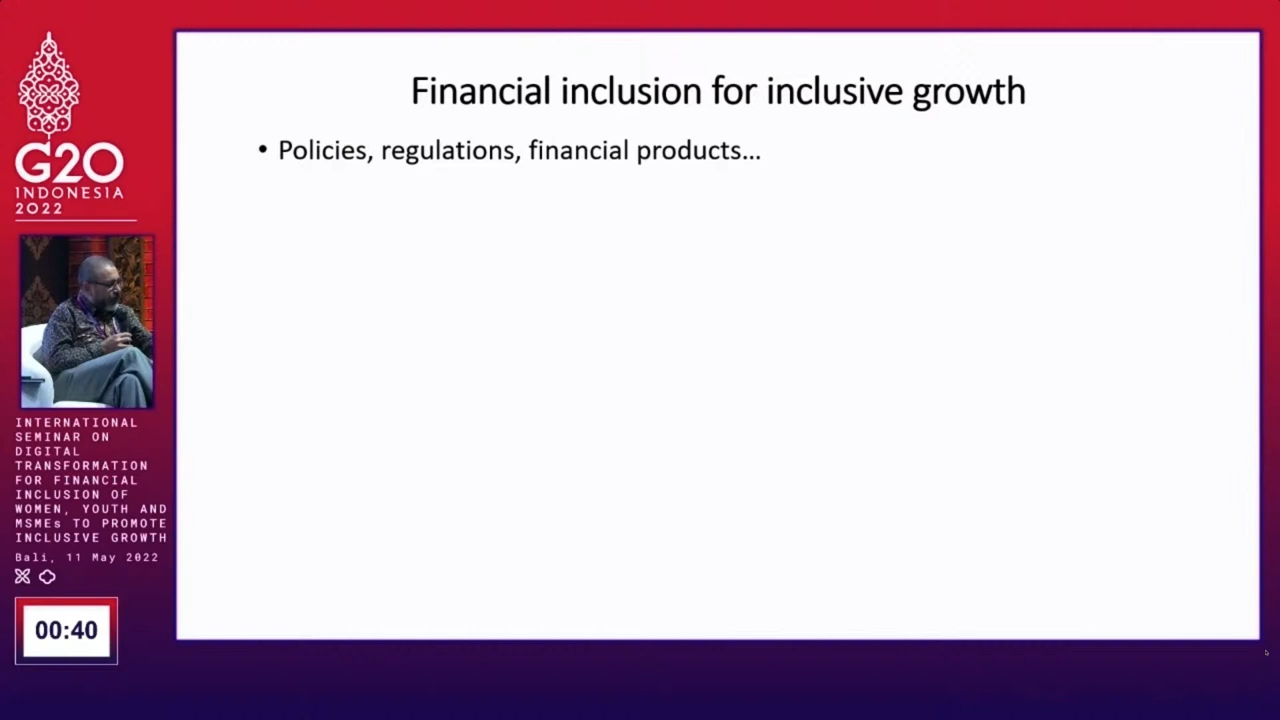 G20
INDONESIA
2022
INTERNATIONAL
SEMINAR ON
DIGITAL
TRANSFORMATION
FOR FINANCIAL
INCLUSION OF
WOMEN, YOUTH AND
MSMEs TO PROMOTE
INCLUSIVE GROWTH
Bali, 11 May 2022
00:40
Financial inclusion for inclusive growth
• Policies, regulations, financial products...